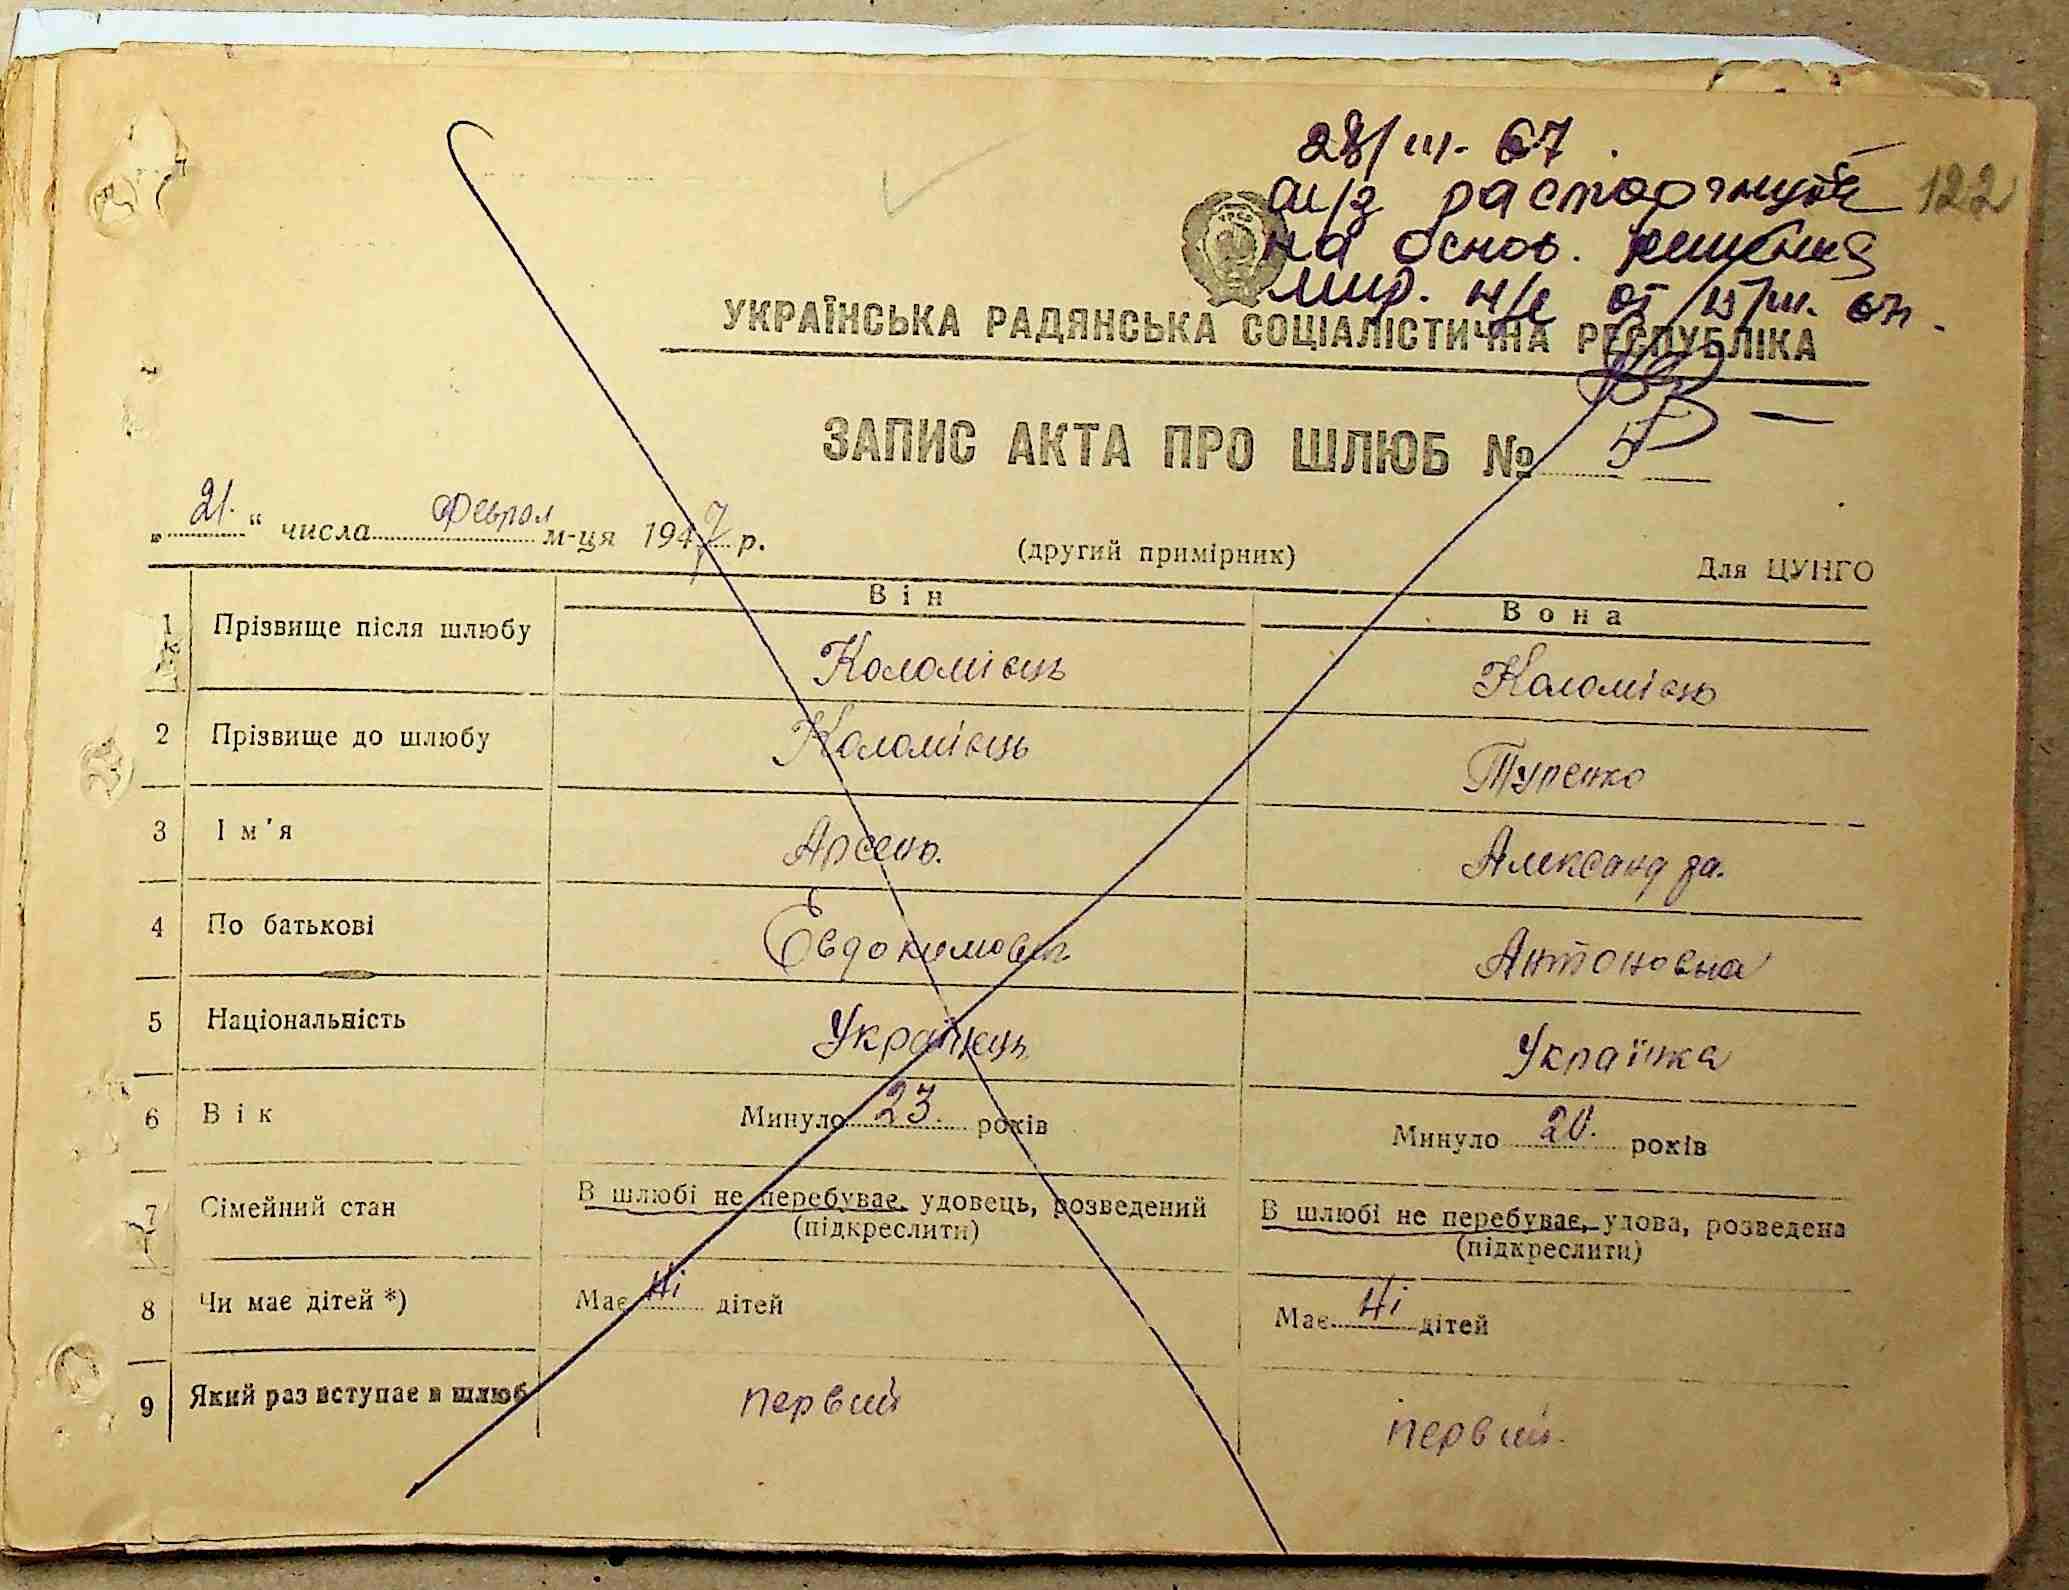 28/III-67.
122
бр/з расторгнут
на основ. решения
Мир. н/с от 15/III. 67г.
УКРАЇНСЬКА РАДЯНСЬКА СОЦІАЛІСТИЧНА РЕСПУБЛІКА
ЗАПИС АКТА ПРО ШЛЮБ № 5
„ 21. “ числа Феврал м-ця 1947 р.
(другий примірник)
Для ЦУНГО
Він
Вона
1 Прізвище після шлюбу Коломієць Коломієць
2 Прізвище до шлюбу Коломієць Туренко
3 Ім'я Арсень. Александра.
4 По батькові Евдокимович Антоновна
5 Національність Українець Українка
6 Вік Минуло 23. років Минуло 20. років
7 Сімейний стан В шлюбі не перебуває, удовець, розведений В шлюбі не перебуває, удова, розведена
(підкреслити) (підкреслити)
8 Чи має дітей *) Має Ні дітей Має Ні дітей
9 Який раз вступає в шлюб первий первий.